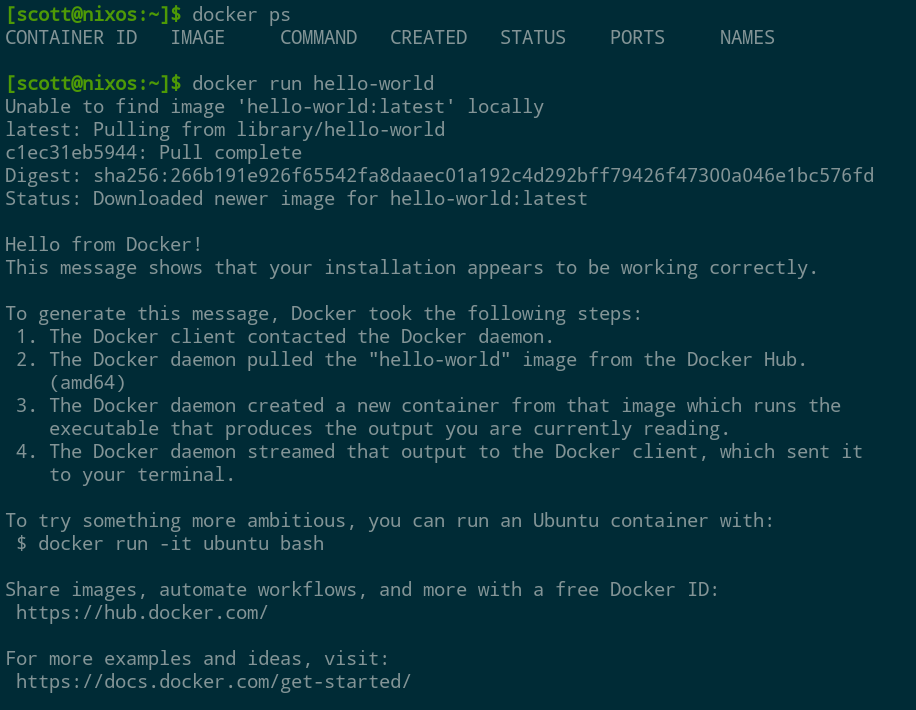 [scott@nixos:~]$ docker ps
CONTAINER ID   IMAGE     COMMAND   CREATED   STATUS    PORTS     NAMES
[scott@nixos:~]$ docker run hello-world
Unable to find image 'hello-world:latest' locally
latest: Pulling from library/hello-world
c1ec31eb5944: Pull complete
Digest: sha256:266b191e926f65542fa8daaec01a192c4d292bff79426f47300a046e1bc576fd
Status: Downloaded newer image for hello-world:latest
Hello from Docker!
This message shows that your installation appears to be working correctly.
To generate this message, Docker took the following steps:
 1. The Docker client contacted the Docker daemon.
 2. The Docker daemon pulled the "hello-world" image from the Docker Hub.
    (amd64)
 3. The Docker daemon created a new container from that image which runs the
    executable that produces the output you are currently reading.
 4. The Docker daemon streamed that output to the Docker client, which sent it
    to your terminal.
To try something more ambitious, you can run an Ubuntu container with:
 $ docker run -it ubuntu bash
Share images, automate workflows, and more with a free Docker ID:
 https://hub.docker.com/
For more examples and ideas, visit:
 https://docs.docker.com/get-started/